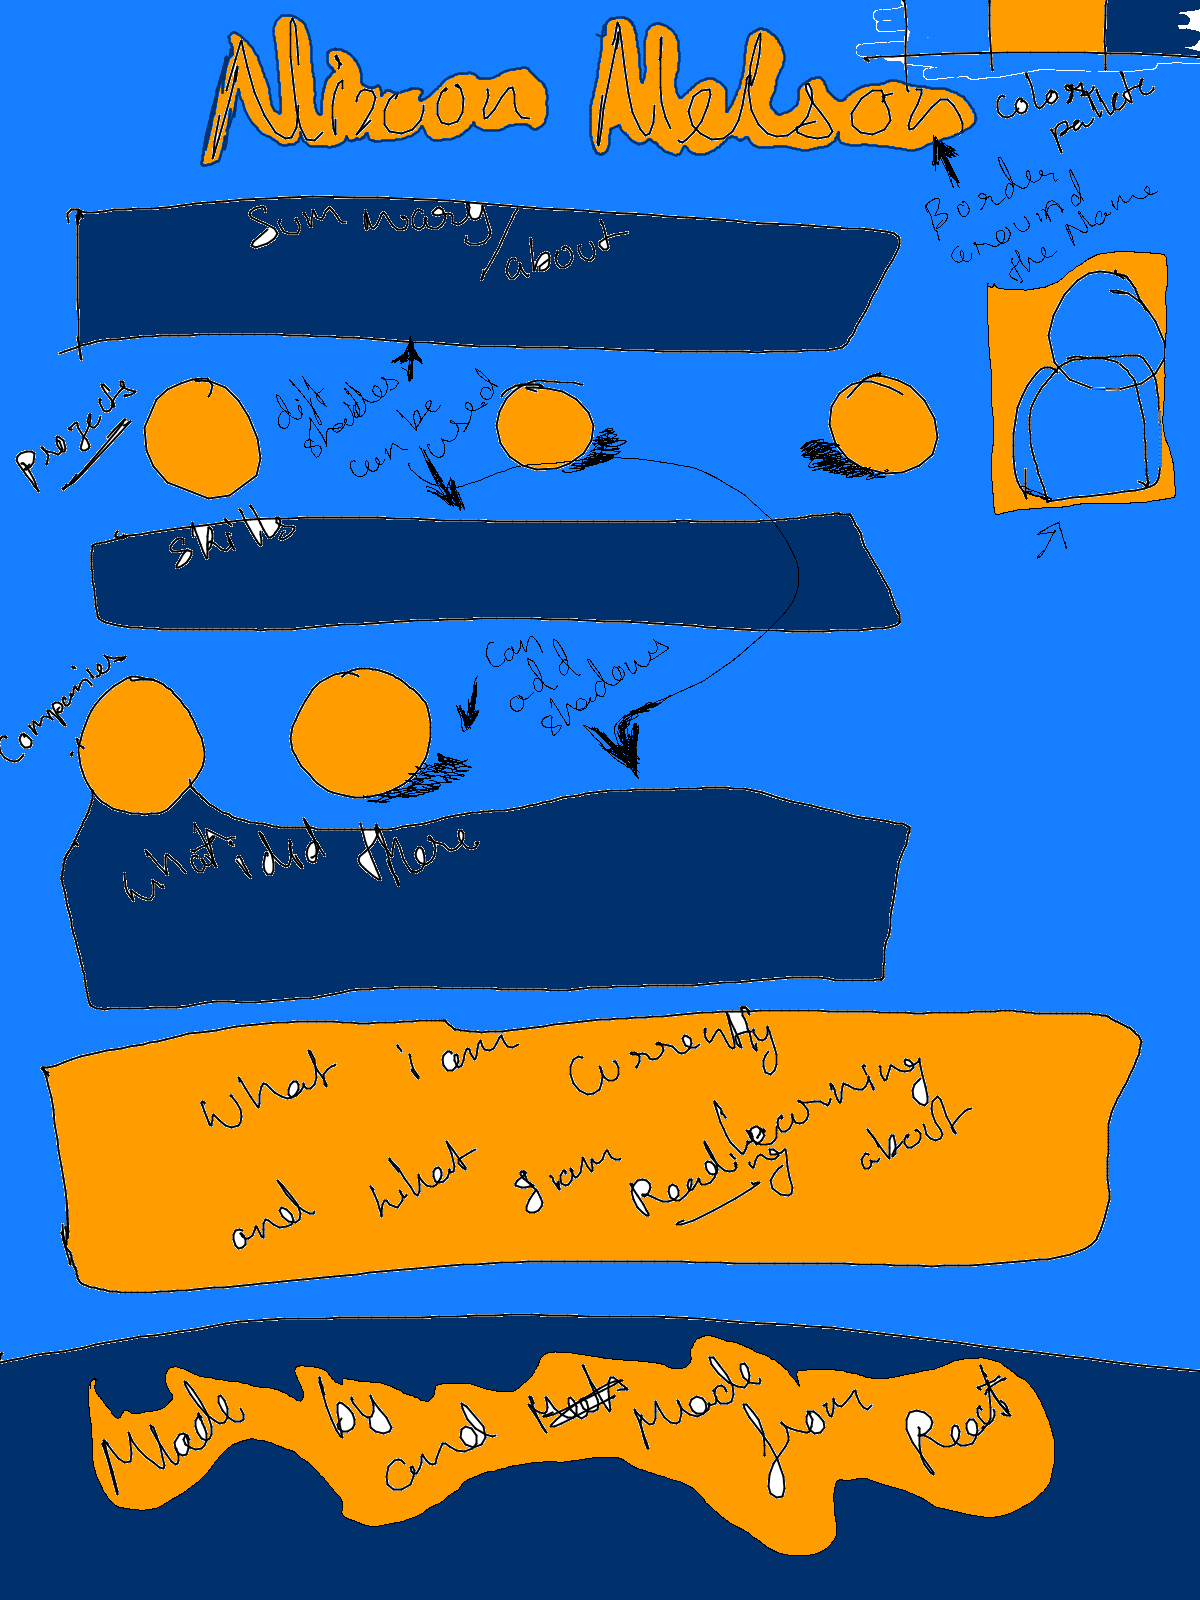 Nixon Nelson
Color
pallete
Border
around
the Name
Summary/
about
projects
diff
shades
can be
used
skills
can
add
shadows
Companies
what i did there
what i am currently
learning
and what I am Reading about
Made by and made from React